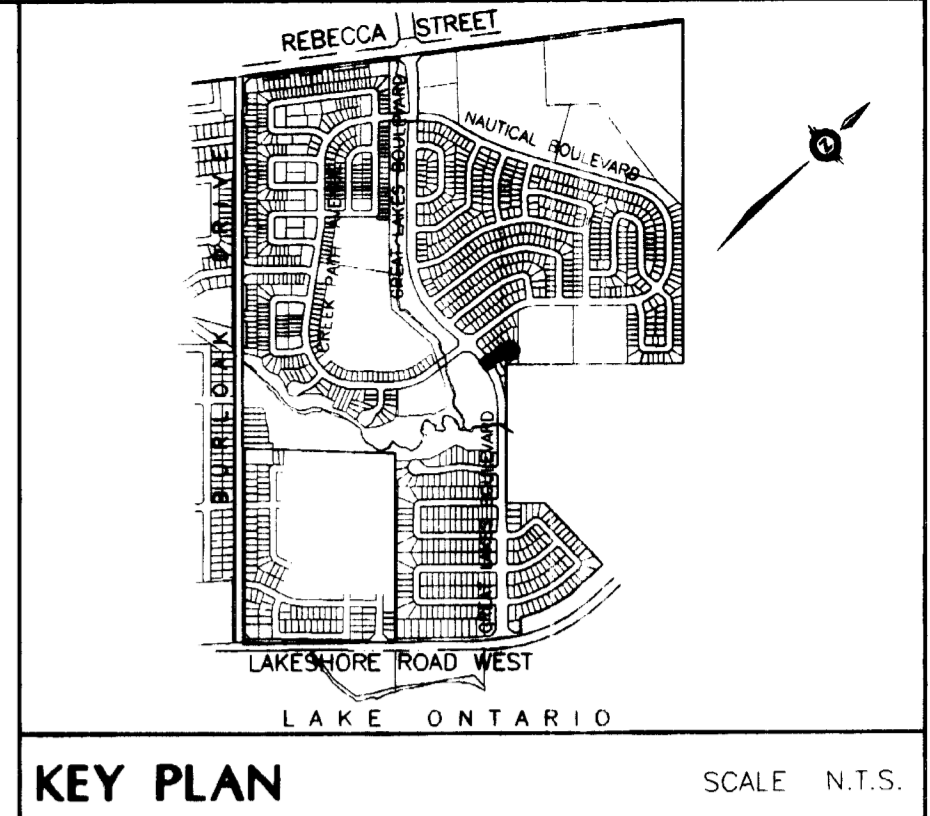 REBECCA STREET
NAUTICAL BOULEVARD
GREAT LAKES BOULEVARD
CREEK PATH AVENUE
BURLOAK DRIVE
GREAT LAKES BOULEVARD
LAKESHORE ROAD WEST
LAKE ONTARIO
KEY PLAN
SCALE N.T.S.
N